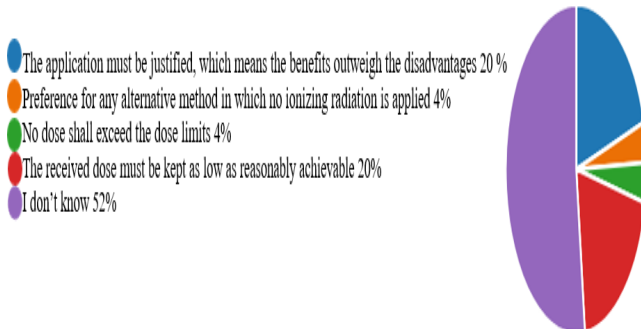 The application must be justified, which means the benefits outweigh the disadvantages 20 %
Preference for any alternative method in which no ionizing radiation is applied 4%
No dose shall exceed the dose limits 4%
The received dose must be kept as low as reasonably achievable 20%
I don't know 52%